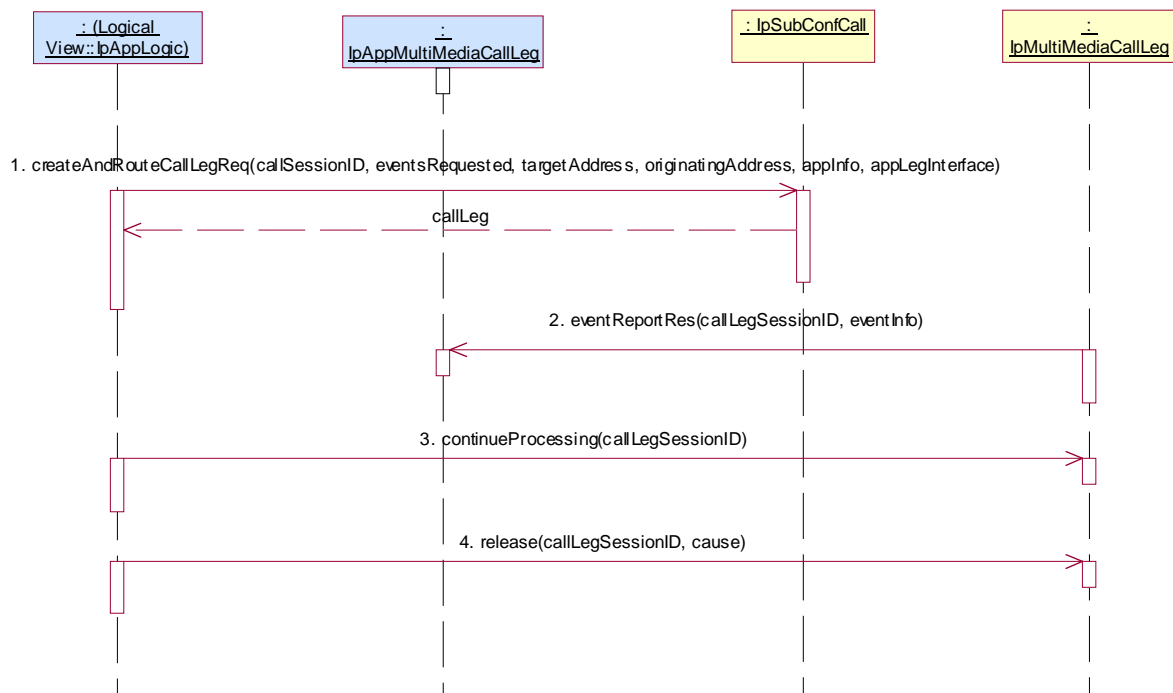 : (Logical
View::IpAppLogic)
:
IpAppMultiMediaCallLeg
: IpSubConfCall
:
IpMultiMediaCallLeg
1. createAndRouteCallLegReq(callSessionID, eventsRequested, targetAddress, originatingAddress, appInfo, appLegInterface)
callLeg
2. eventReportRes(callLegSessionID, eventInfo)
3. continueProcessing(callLegSessionID)
4. release(callLegSessionID, cause)